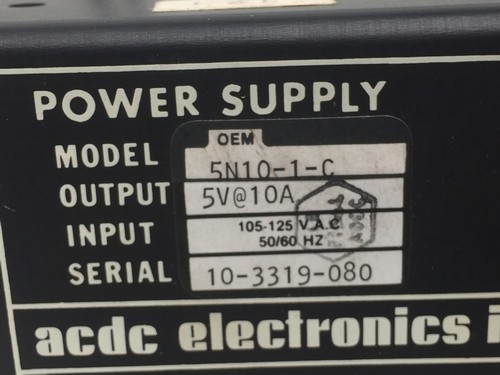 POWER SUPPLY
OEM
MODEL 5N10-1-C
OUTPUT 5V@10A
INPUT 105-125 V.A.C
50/60 HZ
SERIAL 10-3319-080
acdc electronics i